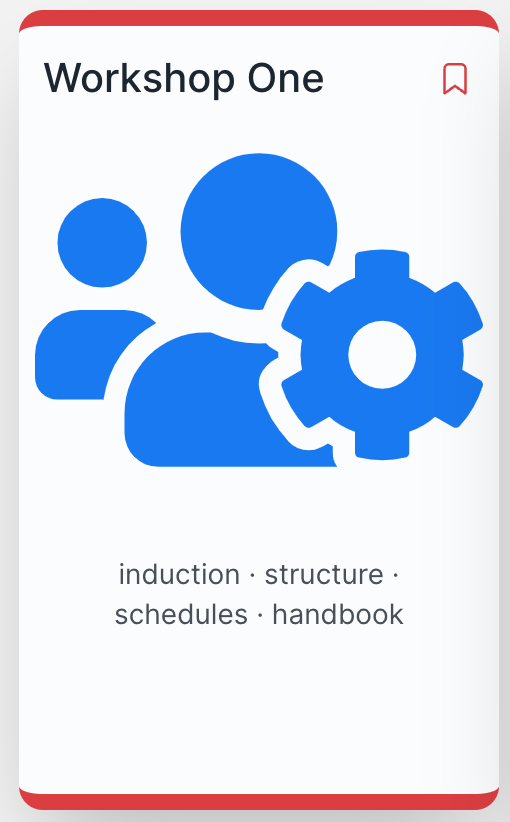 Workshop One
induction · structure ·
schedules · handbook